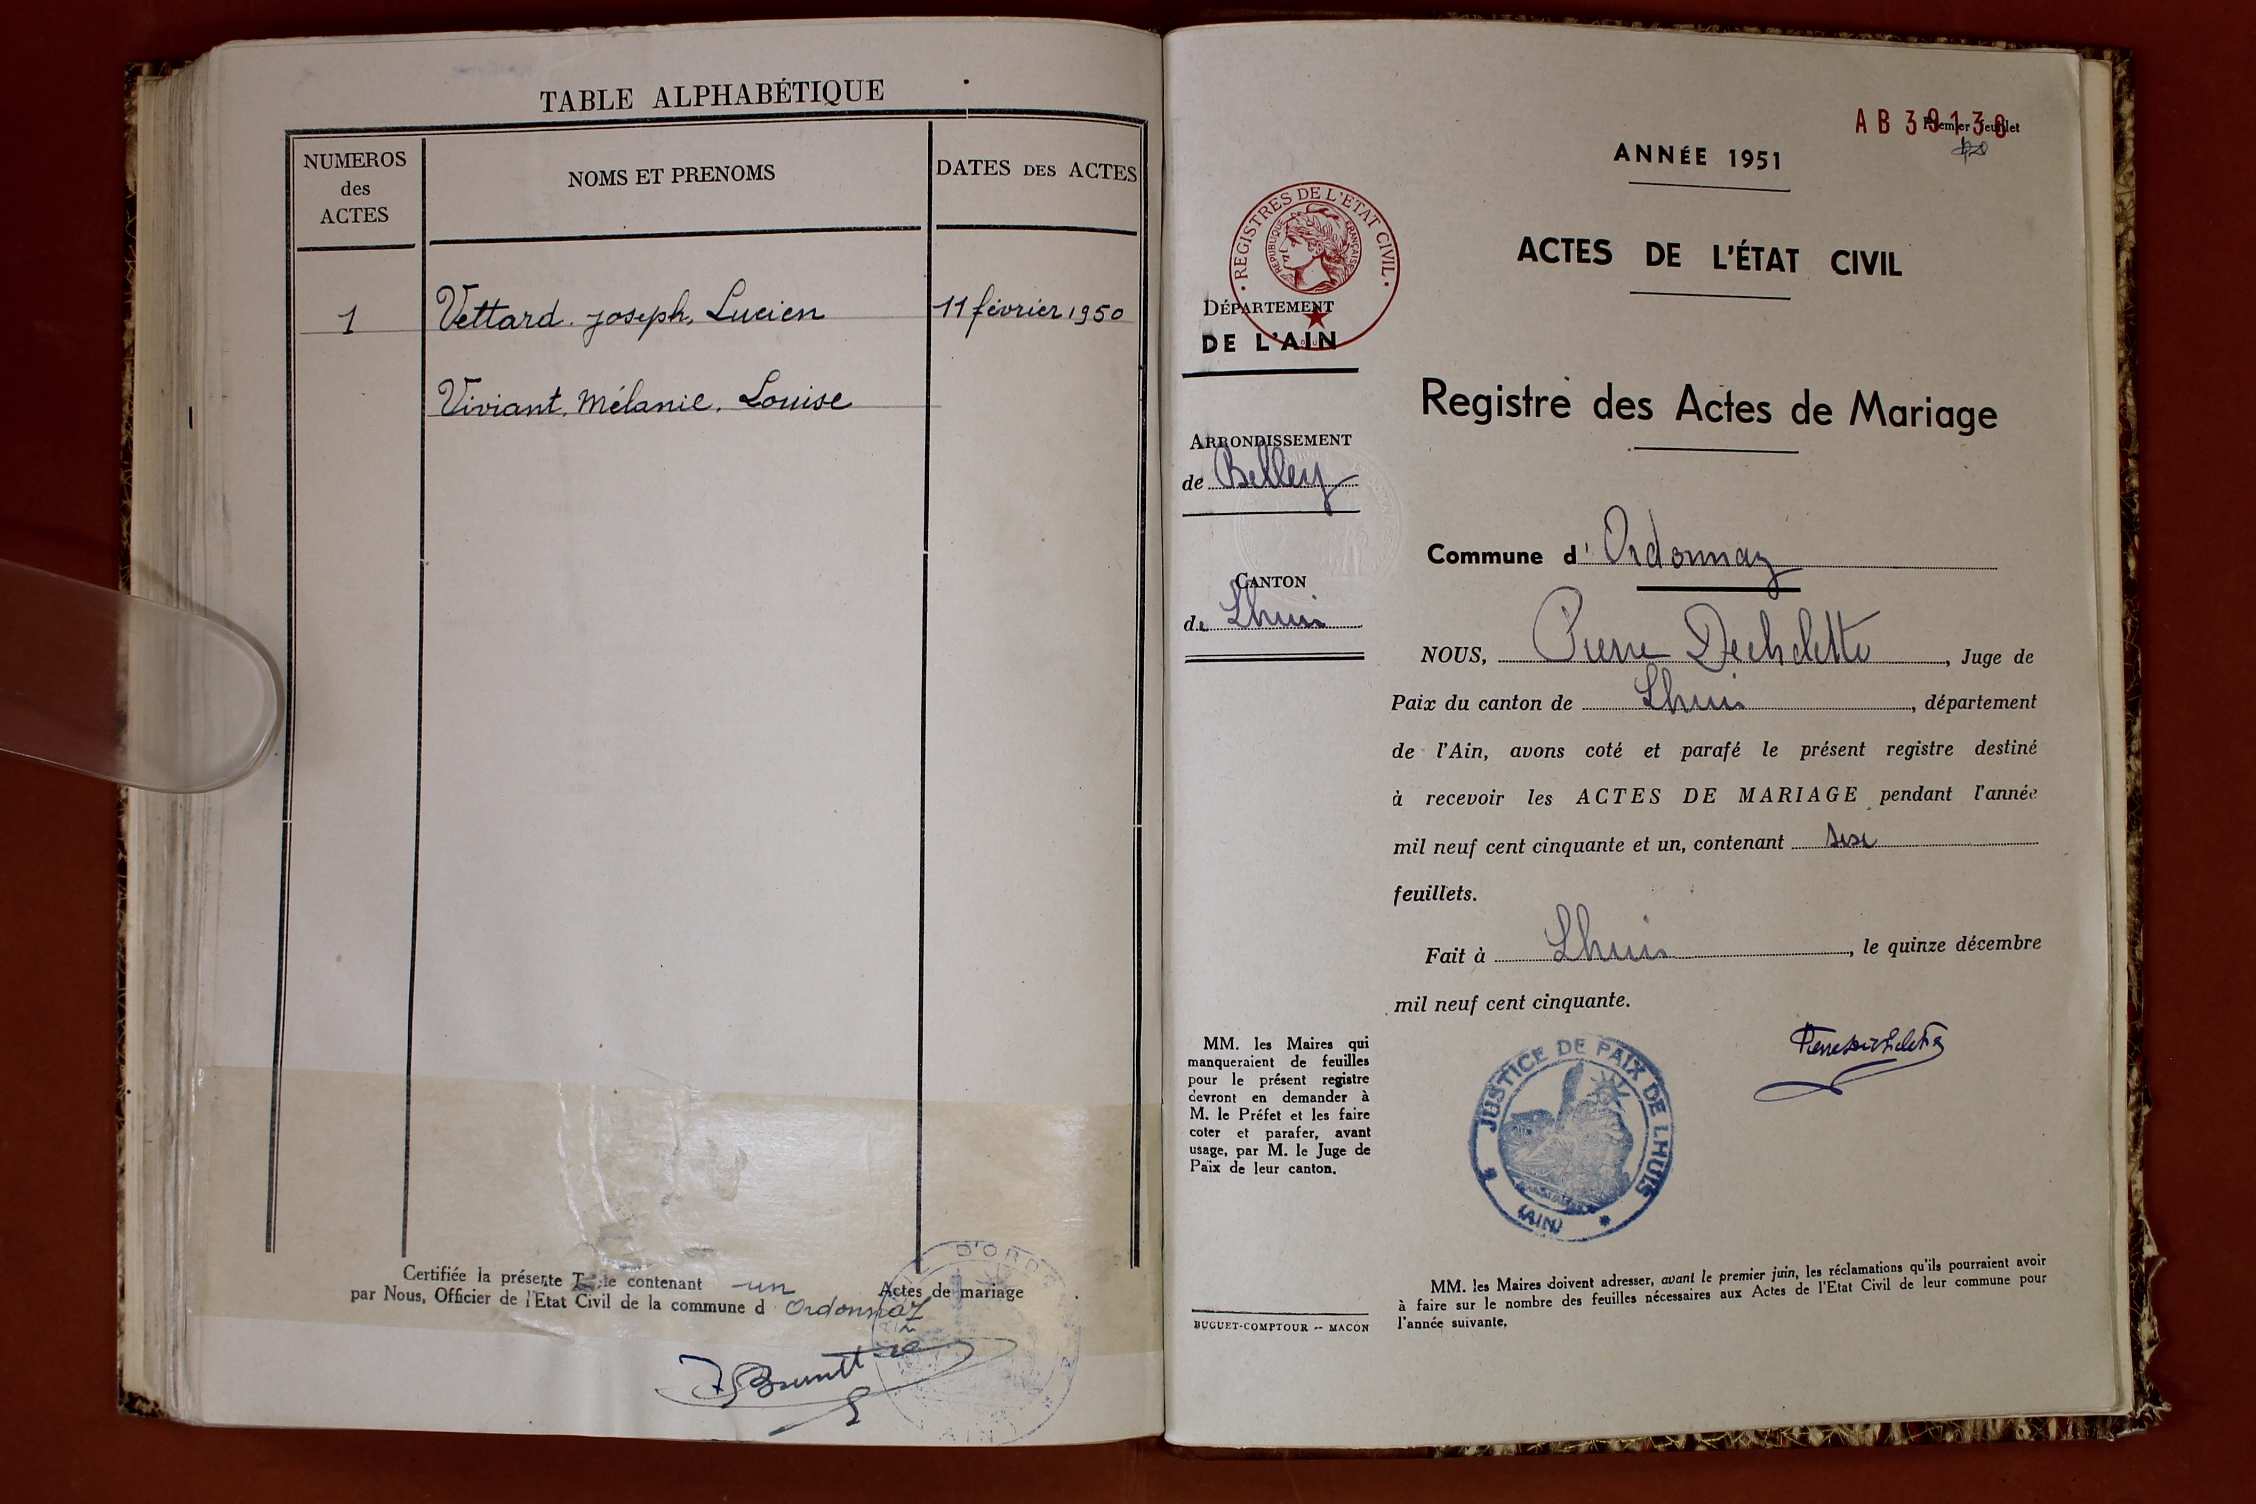 TABLE ALPHABÉTIQUE
NUMEROS
des
ACTES
NOMS ET PRENOMS
DATES DES ACTES
1
Vettard. Joseph, Lucien
11 février 1950
Viviant. Mélanie. Louise
Certifiée la présente Table contenant un Actes de mariage
par Nous, Officier de l'Etat Civil de la commune d Ordonnaz
AIN
AB 39130
Premier feuillet
ANNÉE 1951
ACTES DE L'ÉTAT CIVIL
REGISTRES DE L'ETAT CIVIL
RÉPUBLIQUE FRANÇAISE
DÉPARTEMENT
DE L'AIN
ARRONDISSEMENT
de Belley
CANTON
de Lhuis
Registre des Actes de Mariage
Commune d' Ordonnaz
NOUS, Pierre Dechelette, Juge de
Paix du canton de Lhuis, département
de l'Ain, avons coté et parafé le présent registre destiné
à recevoir les ACTES DE MARIAGE pendant l'année
mil neuf cent cinquante et un, contenant
feuillets.
Fait à Lhuis, le quinze décembre
mil neuf cent cinquante.
JUSTICE DE PAIX DE LHUIS
(AIN)
MM. les Maires qui
manqueraient de feuilles
pour le présent registre
devront en demander à
M. le Préfet et les faire
coter et parafer, avant
usage, par M. le Juge de
Paix de leur canton.
BUGUET-COMPTOUR -- MACON
MM. les Maires doivent adresser, avant le premier juin, les réclamations qu'ils pourraient avoir
à faire sur le nombre des feuilles nécessaires aux Actes de l'Etat Civil de leur commune pour
l'année suivante.